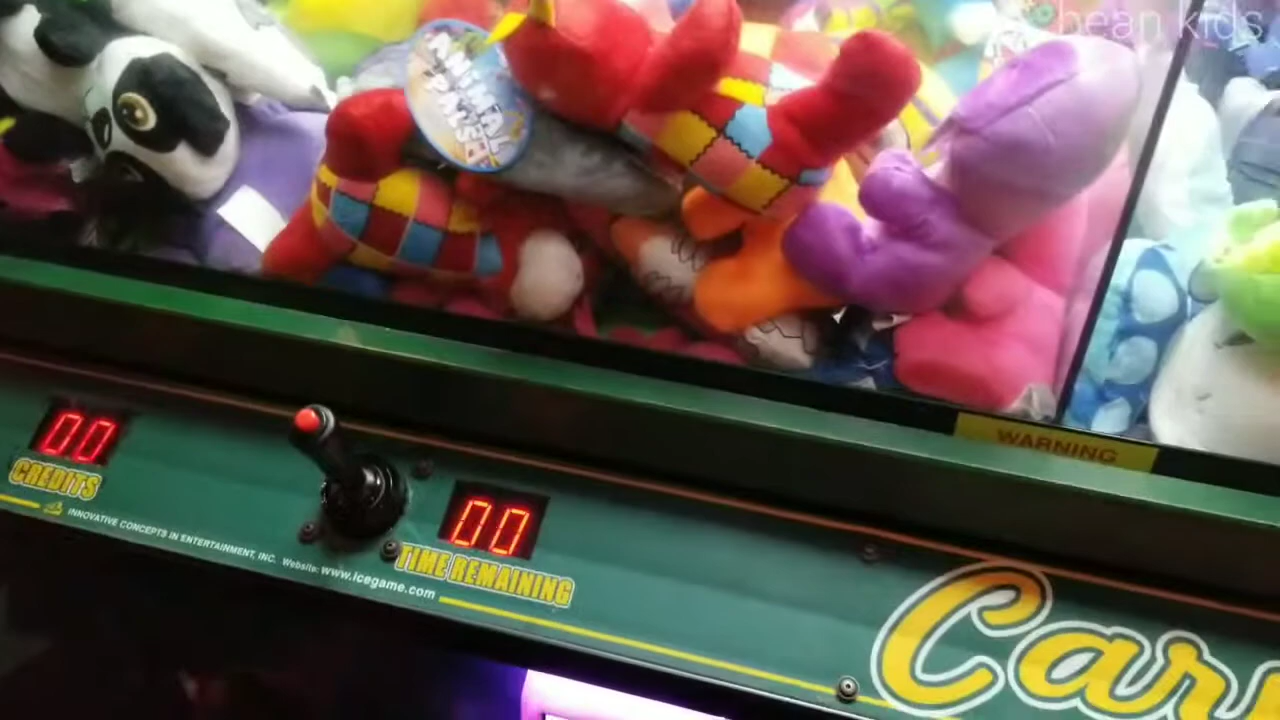 bean kids
ANIMAL
WARNING
00
CREDITS
INNOVATIVE CONCEPTS IN ENTERTAINMENT, INC. Website: www.icegame.com
00
TIME REMAINING
Car